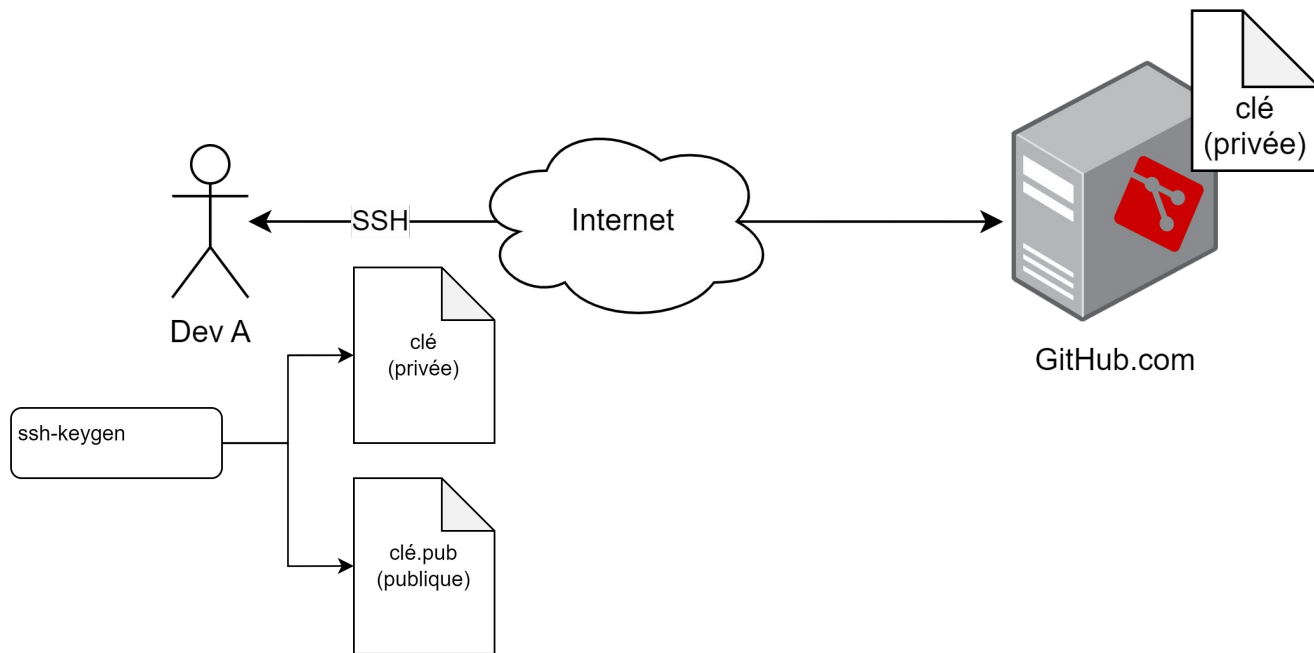 clé
(privée)
SSH
Internet
Dev A
GitHub.com
clé
(privée)
ssh-keygen
clé.pub
(publique)